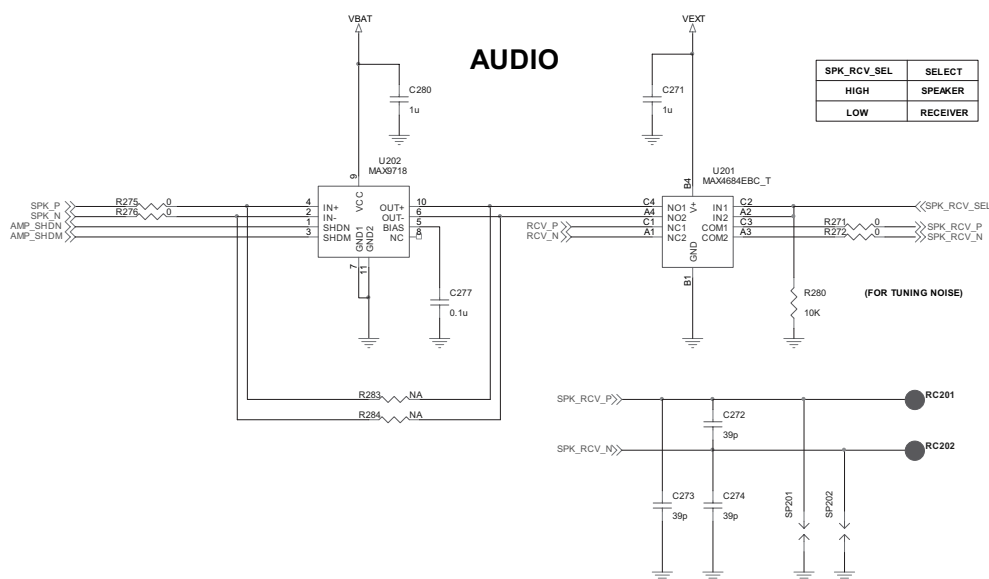 VBAT
VEXT
AUDIO
SPK_RCV_SEL SELECT
HIGH SPEAKER
LOW RECEIVER
C280
1u
C271
1u
U202
MAX9718
U201
MAX4684EBC_T
9
VCC
B4
V+
SPK_P R275 0 4 IN+ OUT+ 10
SPK_N R276 0 2 IN- OUT- 6
AMP_SHDN 1 SHDN BIAS 5
AMP_SHDM 3 SHDM NC 8
GND1
GND2
7
11
C4 NO1 IN1 C2 SPK_RCV_SEL
A4 NO2 IN2 A2
RCV_P C1 NC1 COM1 C3 R271 0 SPK_RCV_P
RCV_N A1 NC2 COM2 A3 R272 0 SPK_RCV_N
GND
B1
C277
0.1u
R280
10K
(FOR TUNING NOISE)
R283 NA
R284 NA
SPK_RCV_P RC201
C272
39p
SPK_RCV_N RC202
C273
39p
C274
39p
SP201
SP202